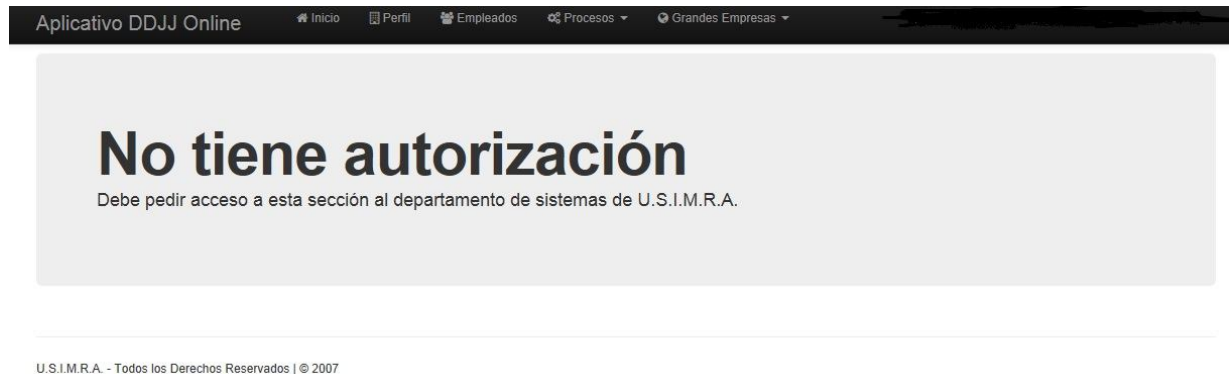 Aplicativo DDJJ Online Inicio Perfil Empleados Procesos Grandes Empresas
No tiene autorización
Debe pedir acceso a esta sección al departamento de sistemas de U.S.I.M.R.A.
U.S.I.M.R.A. - Todos los Derechos Reservados | © 2007